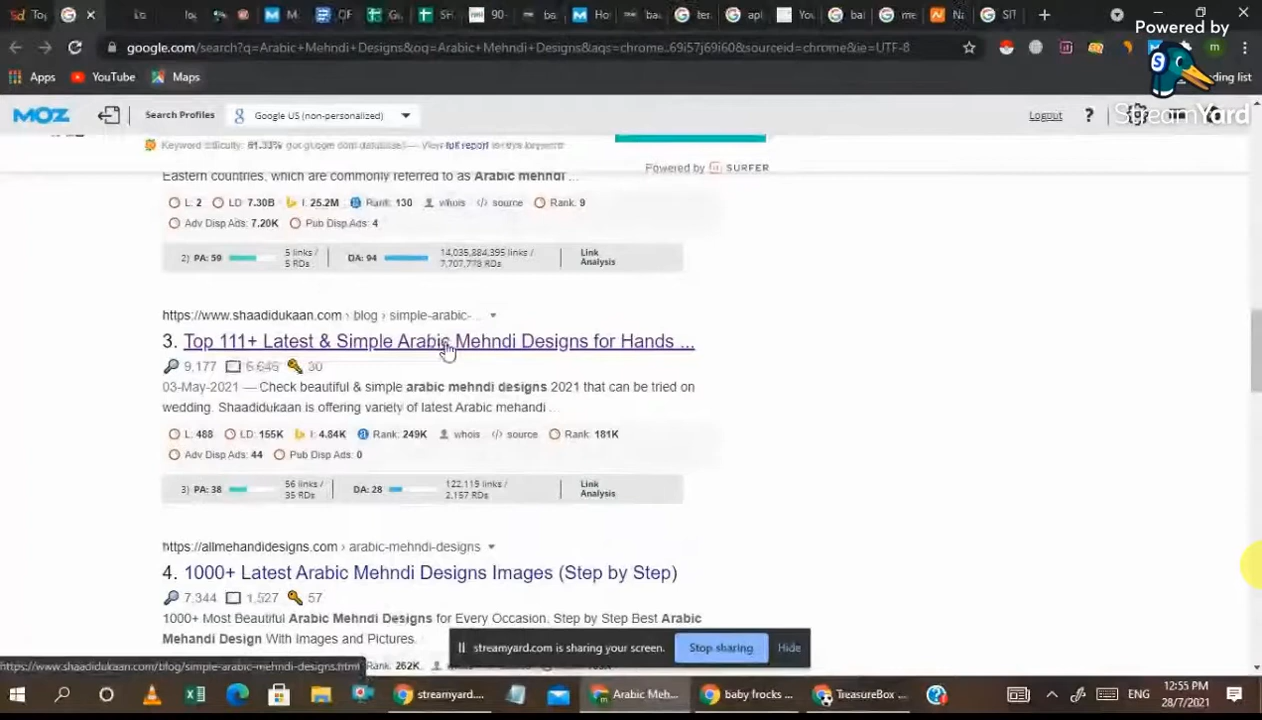 Powered by
StreamYard
google.com/search?q=Arabic+Mehndi+Designs&oq=Arabic+Mehndi+Designs&aqs=chrome..69i57j69i60&sourceid=chrome&ie=UTF-8
Apps YouTube Maps
MOZ Search Profiles Google US (non-personalized) Logout ?
full report
Powered by SURFER
Eastern countries, which are commonly referred to as Arabic mehndi ...
L: 2 LD: 7.30B I: 25.2M Rank: 130 whois </> source Rank: 9
Adv Disp Ads: 7.20K Pub Disp Ads: 4
2) PA: 59 5 links / 5 RDs DA: 94 14,035,884,395 links / 7,707,778 RDs Link Analysis
https://www.shaadidukaan.com › blog › simple-arabic-...
3. Top 111+ Latest & Simple Arabic Mehndi Designs for Hands ...
9,177 6,646 30
03-May-2021 — Check beautiful & simple arabic mehndi designs 2021 that can be tried on
wedding. Shaadidukaan is offering variety of latest Arabic mehandi ...
L: 488 LD: 155K I: 4.84K Rank: 249K whois </> source Rank: 181K
Adv Disp Ads: 44 Pub Disp Ads: 0
3) PA: 38 56 links / 35 RDs DA: 28 122,119 links / 2,157 RDs Link Analysis
https://allmehandidesigns.com › arabic-mehndi-designs
4. 1000+ Latest Arabic Mehndi Designs Images (Step by Step)
7,344 1,527 57
1000+ Most Beautiful Arabic Mehndi Designs for Every Occasion. Step by Step Best Arabic
Mehandi Design With Images and Pictures.
streamyard.com is sharing your screen. Stop sharing Hide
https://www.shaadidukaan.com/blog/simple-arabic-mehndi-designs.html
Rank: 262K
streamyard.... Arabic Meh... baby frocks ... TreasureBox ... ENG 12:55 PM
28/7/2021